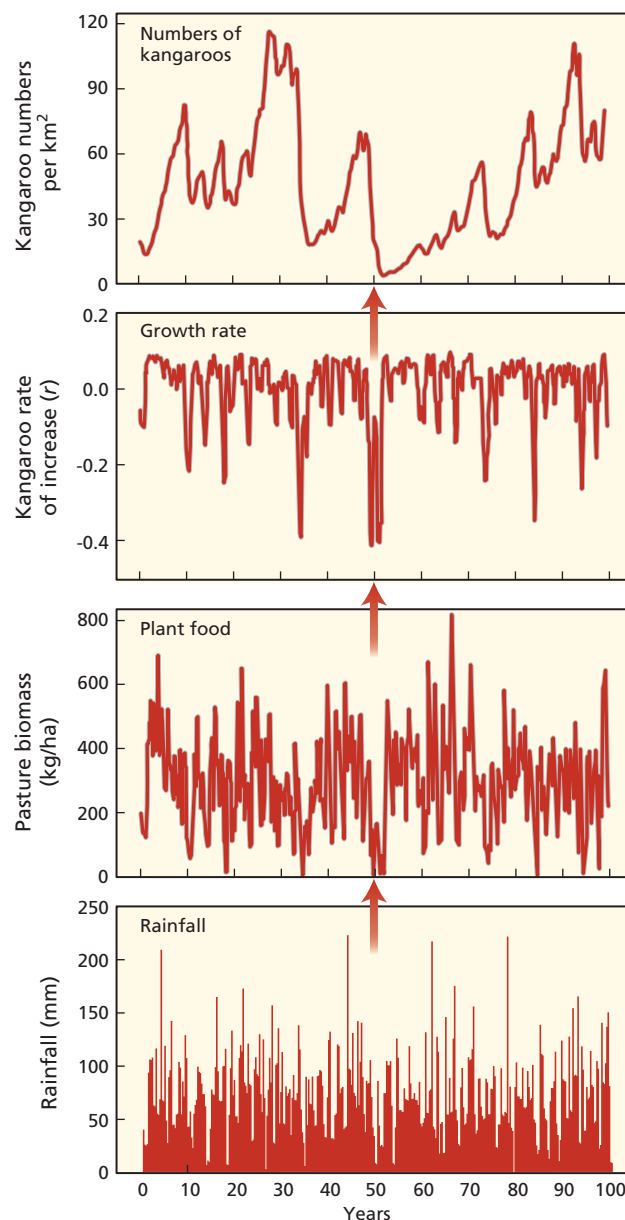 120
90
60
30
0
Kangaroo numbers
per km²
Numbers of
kangaroos
0.2
0.0
-0.2
-0.4
Kangaroo rate
of increase (r)
Growth rate
800
600
400
200
0
Pasture biomass
(kg/ha)
Plant food
250
200
150
100
50
0
Rainfall (mm)
Rainfall
0 10 20 30 40 50 60 70 80 90 100
Years